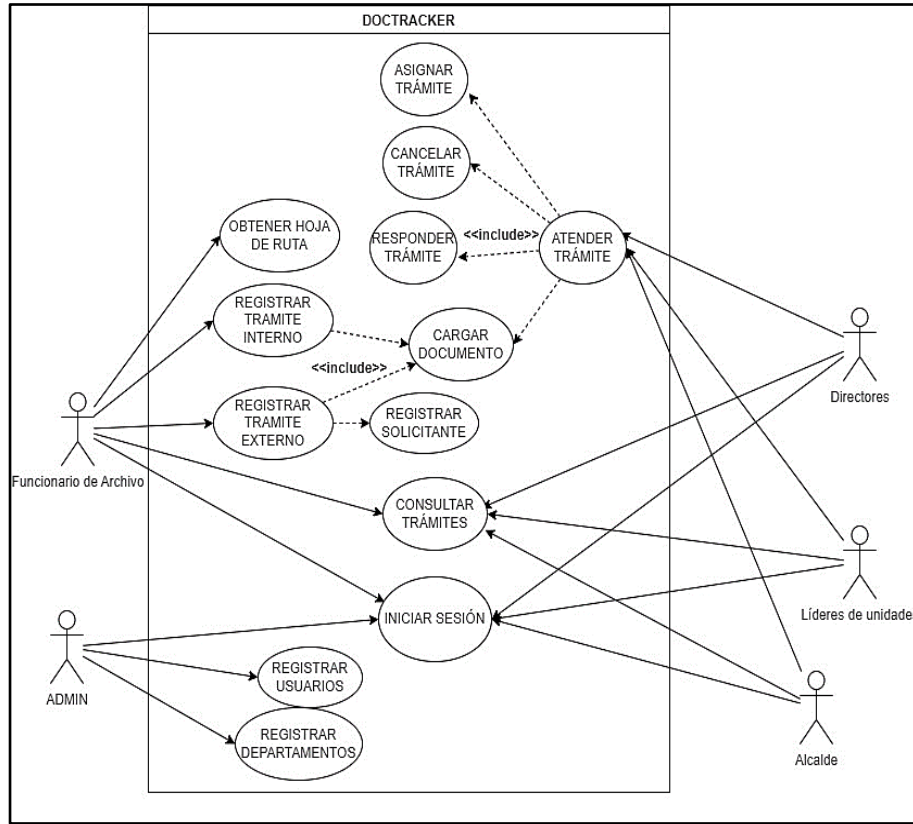 DOCTRACKER
ASIGNAR
TRÁMITE
CANCELAR
TRÁMITE
OBTENER HOJA
DE RUTA
RESPONDER
TRÁMITE
<<include>>
ATENDER
TRÁMITE
REGISTRAR
TRAMITE
INTERNO
CARGAR
DOCUMENTO
<<include>>
REGISTRAR
TRAMITE
EXTERNO
REGISTRAR
SOLICITANTE
Directores
Funcionario de Archivo
CONSULTAR
TRÁMITES
INICIAR SESIÓN
Líderes de unidade
REGISTRAR
USUARIOS
ADMIN
REGISTRAR
DEPARTAMENTOS
Alcalde